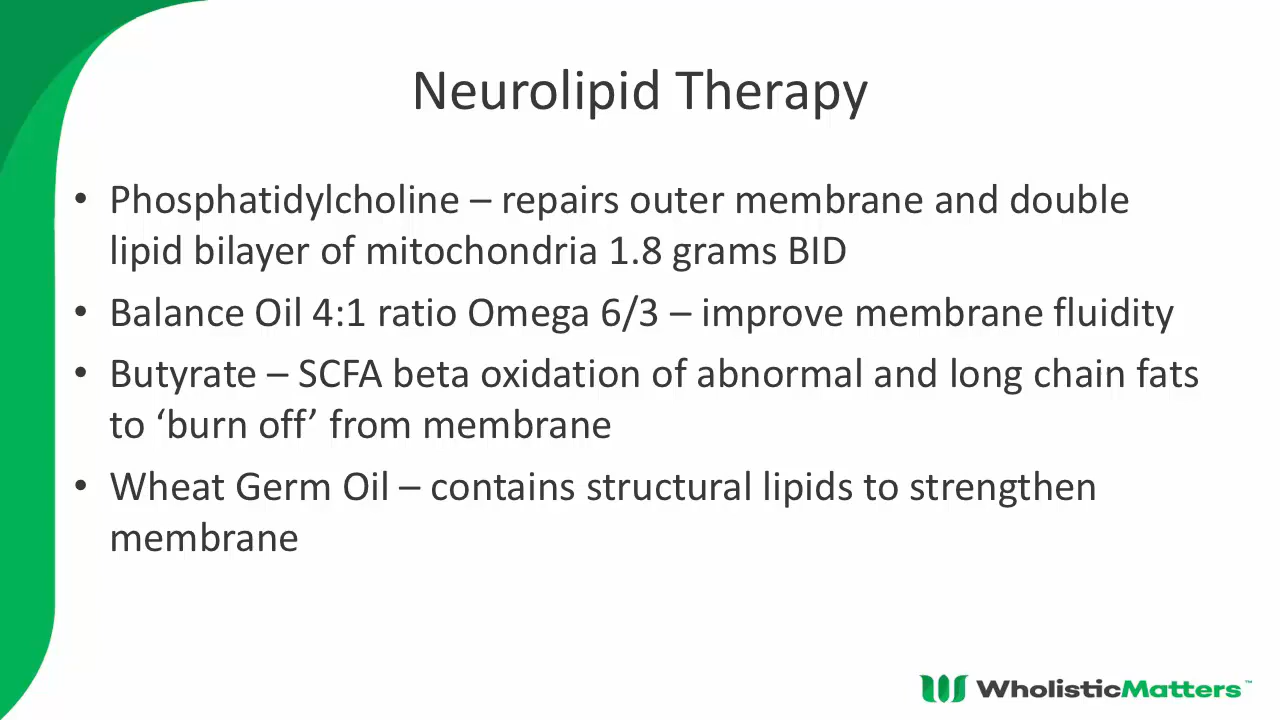 Neurolipid Therapy
• Phosphatidylcholine – repairs outer membrane and double
lipid bilayer of mitochondria 1.8 grams BID
• Balance Oil 4:1 ratio Omega 6/3 – improve membrane fluidity
• Butyrate – SCFA beta oxidation of abnormal and long chain fats
to ‘burn off’ from membrane
• Wheat Germ Oil – contains structural lipids to strengthen
membrane
WholisticMatters™